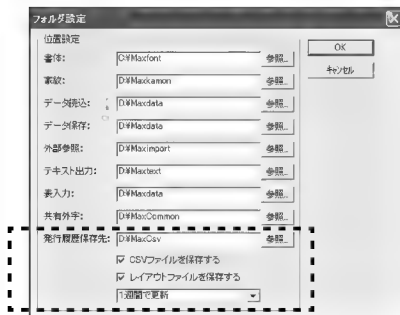 フォルダ設定
位置設定
書体: C:¥Maxfont 参照...
家紋: D:¥Maxkamon 参照...
データ読込: D:¥Maxdata 参照...
データ保存: D:¥Maxdata 参照...
外部参照: D:¥Maximport 参照...
テキスト出力: D:¥Maxtext 参照...
表入力: D:¥Maxdata 参照...
共有外字: D:¥MaxCommon 参照...
発行履歴保存先: D:¥MaxCsv 参照...
CSVファイルを保存する
レイアウトファイルを保存する
1週間で更新
OK
キャンセル